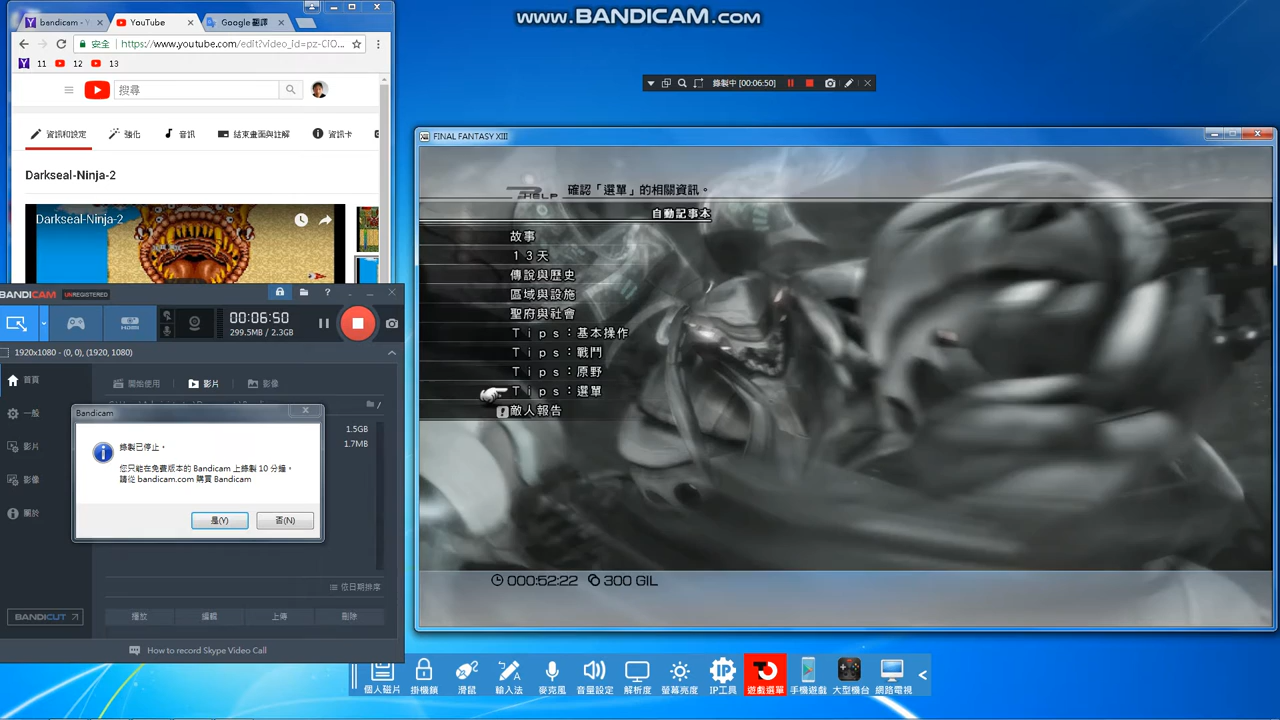 www.BANDICAM.com
bandicam - Y
YouTube
Google 翻譯
安全 https://www.youtube.com/edit?video_id=pz-CiO...
11
12
13
搜尋
資訊和設定
強化
音訊
結束畫面與註解
資訊卡
Darkseal-Ninja-2
Darkseal-Ninja-2
錄製中 [00:06:50]
FINAL FANTASY XIII
HELP 確認「選單」的相關資訊。
自動記事本
故事
13天
傳說與歷史
區域與設施
聖府與社會
Tips：基本操作
Tips：戰鬥
Tips：原野
Tips：選單
敵人報告
000:52:22 300 GIL
BANDICAM UNREGISTERED
HDMI
00:06:50
299.5MB / 2.3GB
1920x1080 - (0, 0), (1920, 1080)
首頁
一般
影片
影像
關於
開始使用
影片
影像
1.5GB
1.7MB
Bandicam
錄製已停止。
您只能在免費版本的 Bandicam 上錄製 10 分鐘。
請從 bandicam.com 購買 Bandicam
是(Y)
否(N)
依日期排序
播放
編輯
上傳
刪除
BANDICUT
How to record Skype Video Call
個人磁片
掛機鎖
滑鼠
輸入法
麥克風
音量設定
解析度
螢幕亮度
IP工具
遊戲選單
手機遊戲
大型機台
網路電視